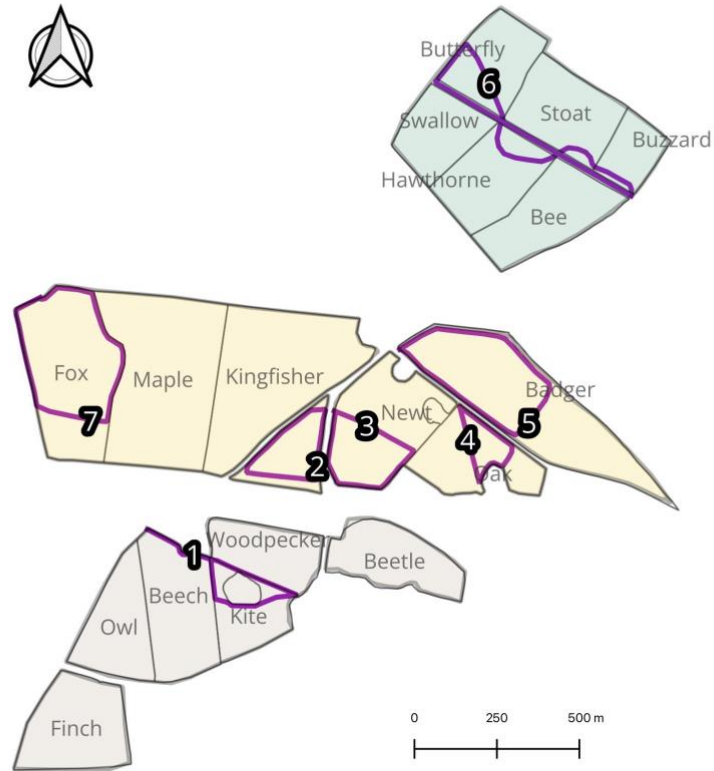 Butterfly
6
Swallow
Stoat
Buzzard
Hawthorne
Bee
Fox
Maple
Kingfisher
Badger
Newt
7
3
5
4
2
Oak
1
Woodpecker
Beetle
Beech
Kite
Owl
Finch
0 250 500 m